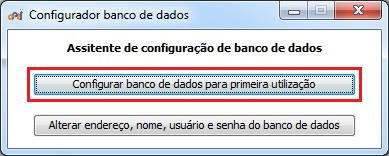 Configurador banco de dados
Assitente de configuração de banco de dados
Configurar banco de dados para primeira utilização
Alterar endereço, nome, usuário e senha do banco de dados